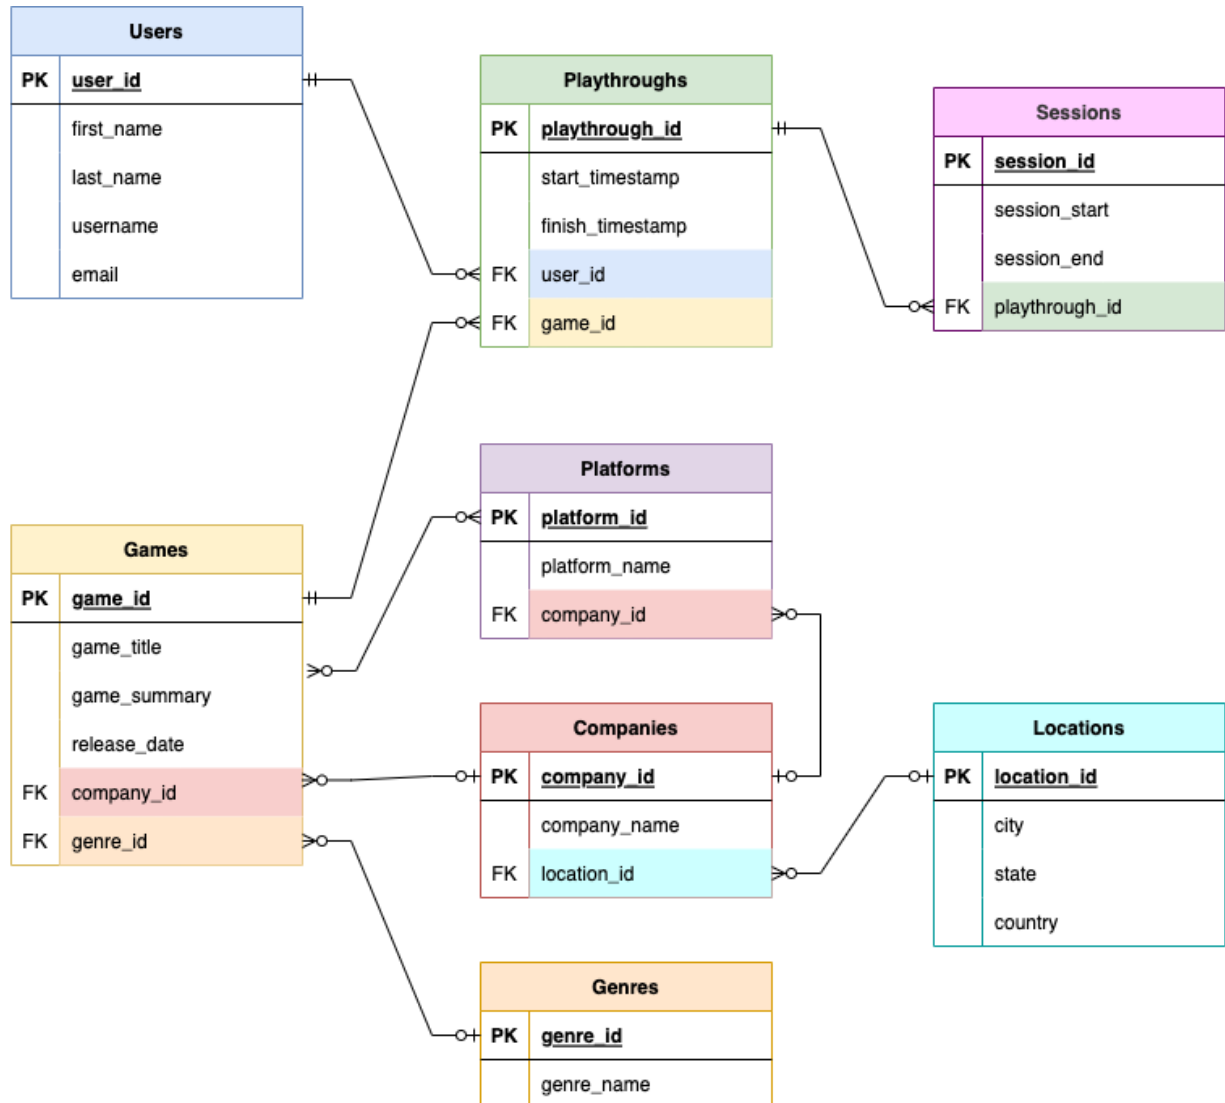 Users
PK user_id
first_name
last_name
username
email
Playthroughs
PK playthrough_id
start_timestamp
finish_timestamp
FK user_id
FK game_id
Sessions
PK session_id
session_start
session_end
FK playthrough_id
Games
PK game_id
game_title
game_summary
release_date
FK company_id
FK genre_id
Platforms
PK platform_id
platform_name
FK company_id
Companies
PK company_id
company_name
FK location_id
Locations
PK location_id
city
state
country
Genres
PK genre_id
genre_name